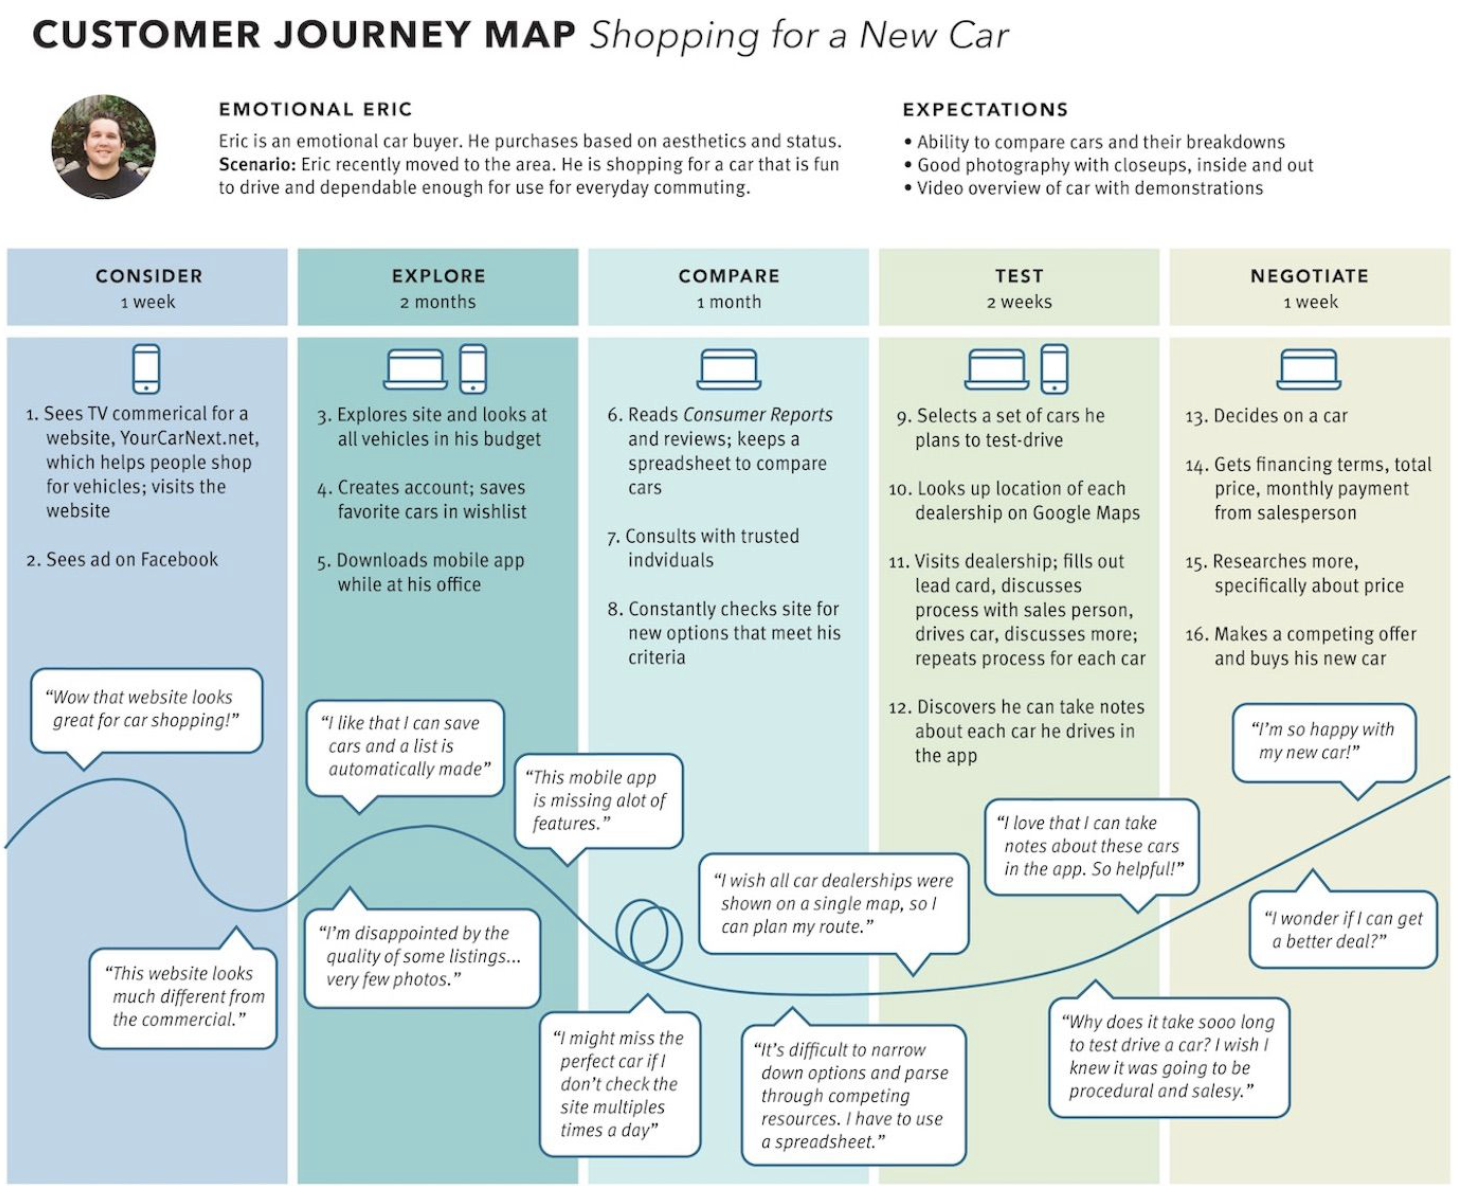 CUSTOMER JOURNEY MAP Shopping for a New Car
EMOTIONAL ERIC
Eric is an emotional car buyer. He purchases based on aesthetics and status.
Scenario: Eric recently moved to the area. He is shopping for a car that is fun
to drive and dependable enough for use for everyday commuting.
EXPECTATIONS
• Ability to compare cars and their breakdowns
• Good photography with closeups, inside and out
• Video overview of car with demonstrations
CONSIDER
1 week
EXPLORE
2 months
COMPARE
1 month
TEST
2 weeks
NEGOTIATE
1 week
1. Sees TV commerical for a
website, YourCarNext.net,
which helps people shop
for vehicles; visits the
website
2. Sees ad on Facebook
3. Explores site and looks at
all vehicles in his budget
4. Creates account; saves
favorite cars in wishlist
5. Downloads mobile app
while at his office
6. Reads Consumer Reports
and reviews; keeps a
spreadsheet to compare
cars
7. Consults with trusted
indviduals
8. Constantly checks site for
new options that meet his
criteria
9. Selects a set of cars he
plans to test-drive
10. Looks up location of each
dealership on Google Maps
11. Visits dealership; fills out
lead card, discusses
process with sales person,
drives car, discusses more;
repeats process for each car
12. Discovers he can take notes
about each car he drives in
the app
13. Decides on a car
14. Gets financing terms, total
price, monthly payment
from salesperson
15. Researches more,
specifically about price
16. Makes a competing offer
and buys his new car
“Wow that website looks
great for car shopping!”
“This website looks
much different from
the commercial.”
“I like that I can save
cars and a list is
automatically made”
“I’m disappointed by the
quality of some listings...
very few photos.”
“This mobile app
is missing alot of
features.”
“I might miss the
perfect car if I
don’t check the
site multiples
times a day”
“I wish all car dealerships were
shown on a single map, so I
can plan my route.”
“It’s difficult to narrow
down options and parse
through competing
resources. I have to use
a spreadsheet.”
“I love that I can take
notes about these cars
in the app. So helpful!”
“Why does it take sooo long
to test drive a car? I wish I
knew it was going to be
procedural and salesy.”
“I’m so happy with
my new car!”
“I wonder if I can get
a better deal?”